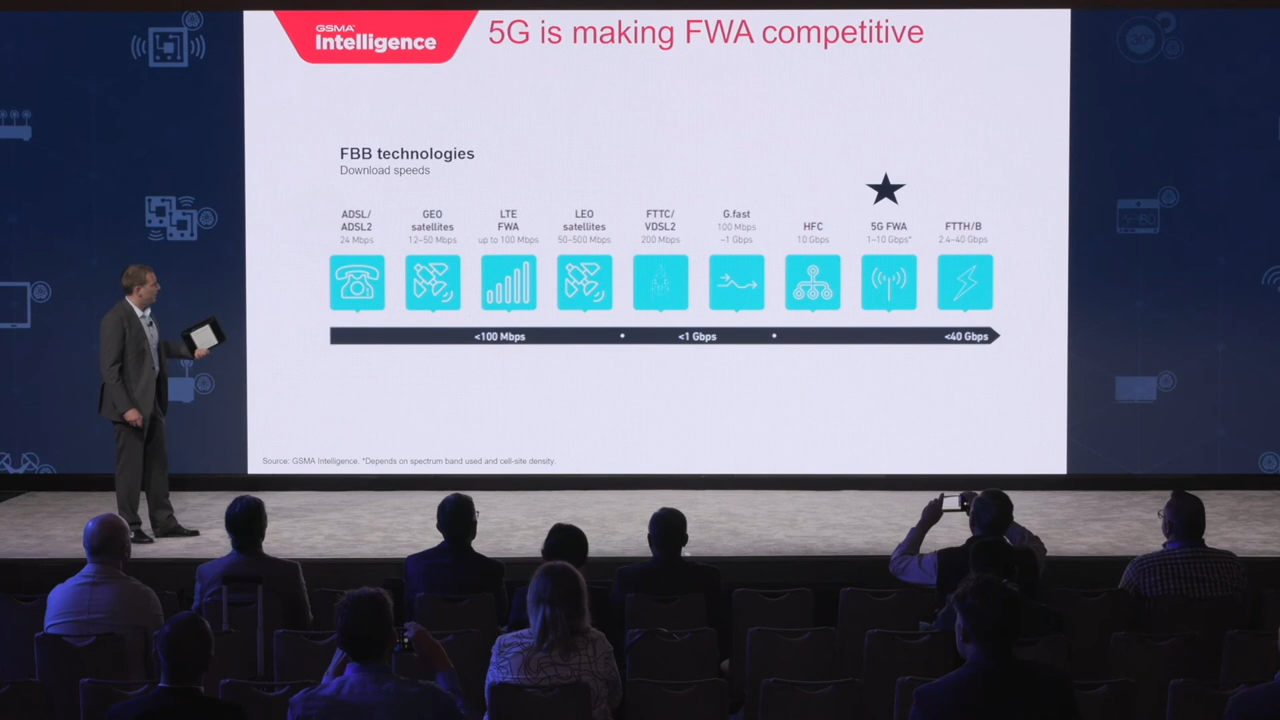 GSMA
Intelligence
5G is making FWA competitive
FBB technologies
Download speeds
ADSL/
ADSL2
24 Mbps
GEO
satellites
12–50 Mbps
LTE
FWA
up to 100 Mbps
LEO
satellites
50–500 Mbps
FTTC/
VDSL2
200 Mbps
G.fast
100 Mbps
–1 Gbps
HFC
10 Gbps
5G FWA
1–10 Gbps*
FTTH/B
2.4–40 Gbps
<100 Mbps
<1 Gbps
<40 Gbps
Source: GSMA Intelligence. *Depends on spectrum band used and cell-site density.